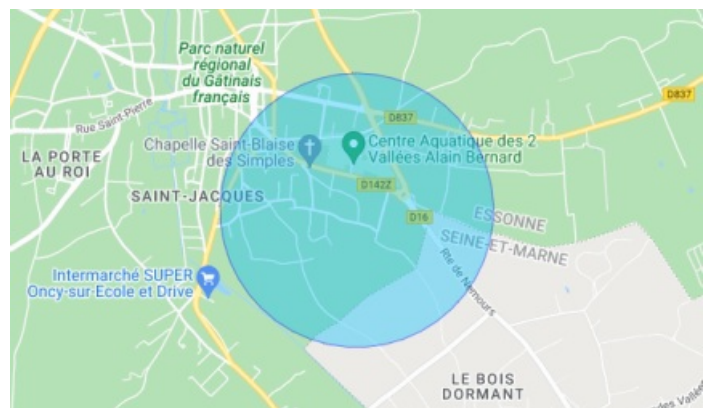 Parc naturel
régional
du Gâtinais
français
D837
Rue Saint-Pierre
D837
Chapelle Saint-Blaise
des Simples
Centre Aquatique des 2
Vallées Alain Bernard
LA PORTE
AU ROI
D142Z
SAINT-JACQUES
D16
ESSONNE
SEINE-ET-MARNE
Rte de Nemours
Intermarché SUPER
Oncy-sur-Ecole et Drive
LE BOIS
DORMANT
des Vallées